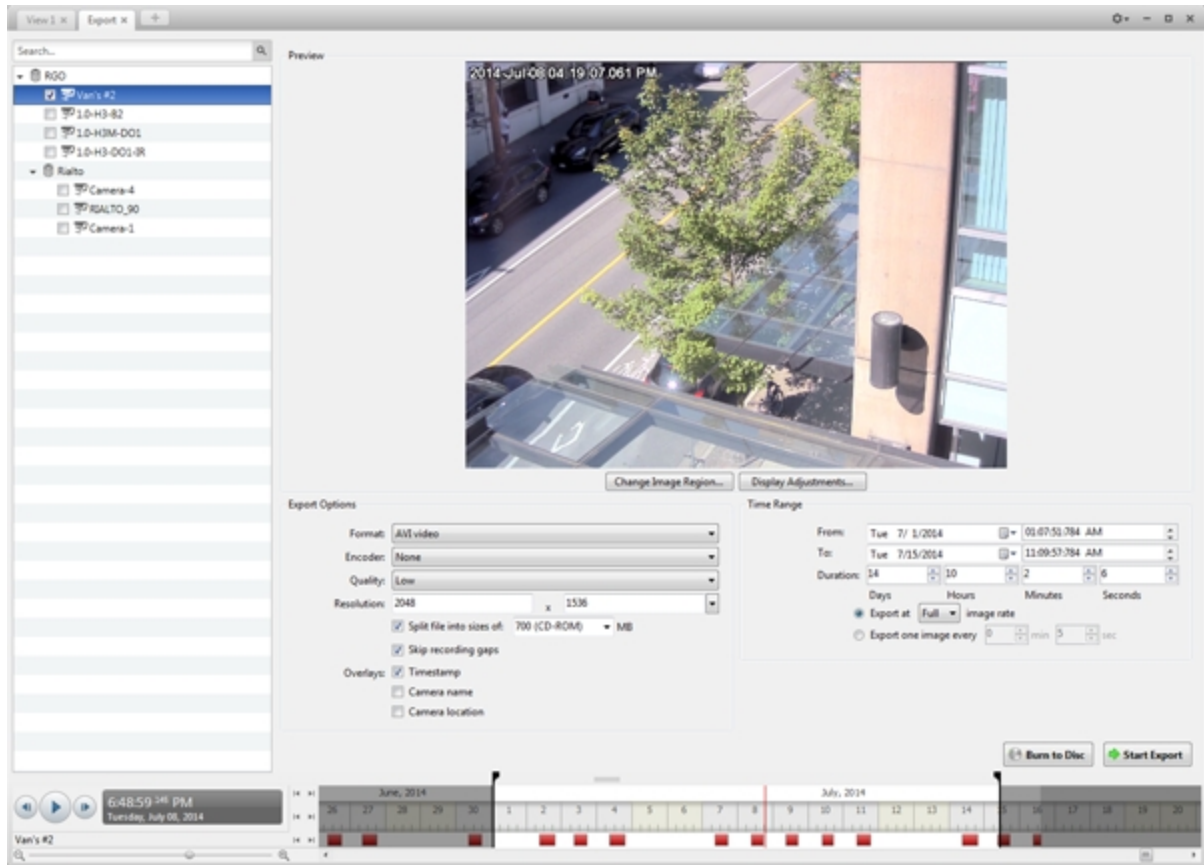 View 1 x
Export x
+
Search...
RGO
Van's #2
1.0-H3-B2
1.0-H3M-DO1
1.0-H3-DO1-IR
Rialto
Camera-4
RIALTO_90
Camera-1
Preview
2014-Jul-08 04 19 07.061 PM
Change Image Region...
Display Adjustments...
Export Options
Format: AVI video
Encoder: None
Quality: Low
Resolution: 2048 x 1536
Split file into sizes of: 700 (CD-ROM) MB
Skip recording gaps
Overlays: Timestamp
Camera name
Camera location
Time Range
From: Tue 7/ 1/2014 01:07:51:784 AM
To: Tue 7/15/2014 11:09:57:784 AM
Duration: 14 10 2 6
Days Hours Minutes Seconds
Export at Full image rate
Export one image every 0 min 5 sec
Burn to Disc
Start Export
6:48:59 PM
Tuesday, July 08, 2014
June, 2014
July, 2014
26 27 28 29 30 1 2 3 4 5 6 7 8 9 10 11 12 13 14 15 16 17 18 19 20
Van's #2